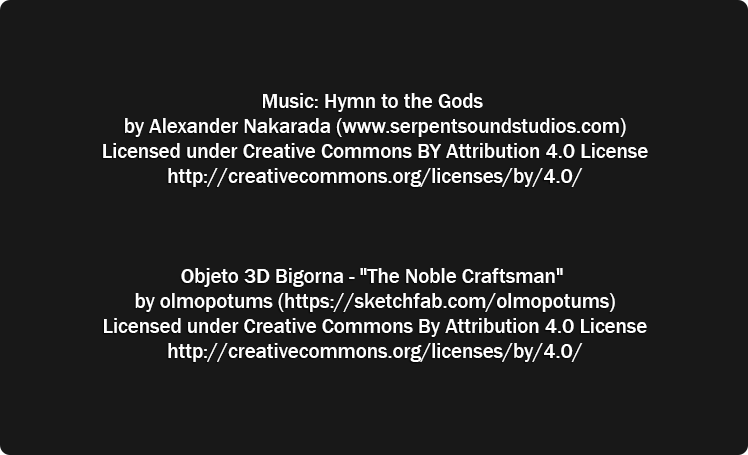 Music: Hymn to the Gods
by Alexander Nakarada (www.serpentsoundstudios.com)
Licensed under Creative Commons BY Attribution 4.0 License
http://creativecommons.org/licenses/by/4.0/
Objeto 3D Bigorna - "The Noble Craftsman"
by olmopotums (https://sketchfab.com/olmopotums)
Licensed under Creative Commons By Attribution 4.0 License
http://creativecommons.org/licenses/by/4.0/